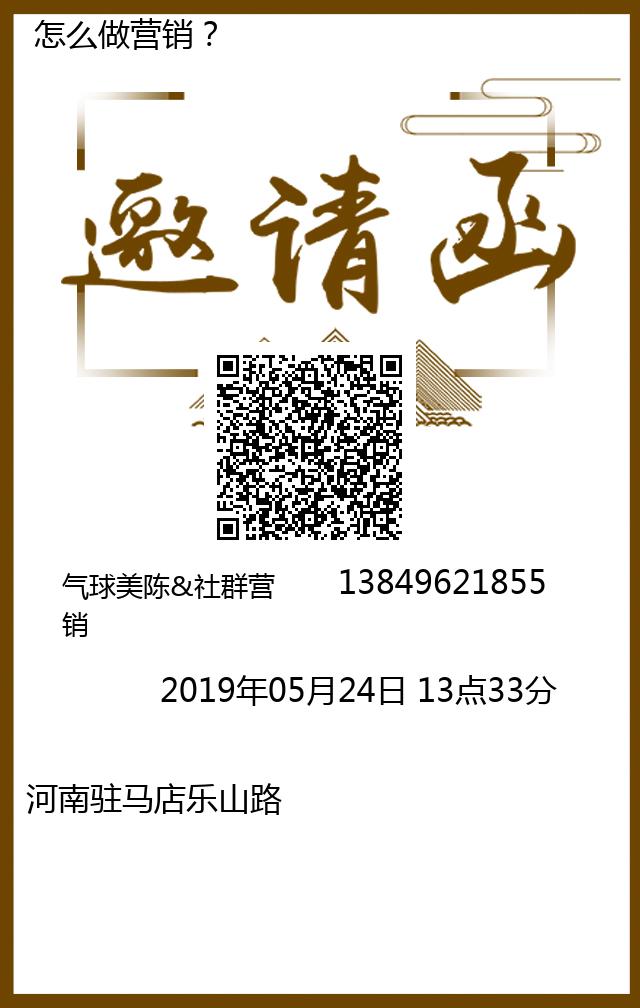 怎么做营销？
邀请函
气球美陈&社群营
销
13849621855
2019年05月24日 13点33分
河南驻马店乐山路